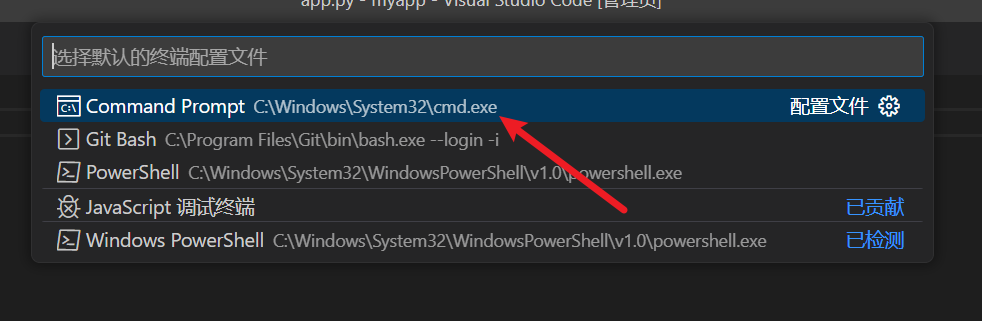 app.py - myapp - Visual Studio Code [管理员]
选择默认的终端配置文件
Command Prompt C:\Windows\System32\cmd.exe 配置文件
Git Bash C:\Program Files\Git\bin\bash.exe --login -i
PowerShell C:\Windows\System32\WindowsPowerShell\v1.0\powershell.exe
JavaScript 调试终端 已贡献
Windows PowerShell C:\Windows\System32\WindowsPowerShell\v1.0\powershell.exe 已检测